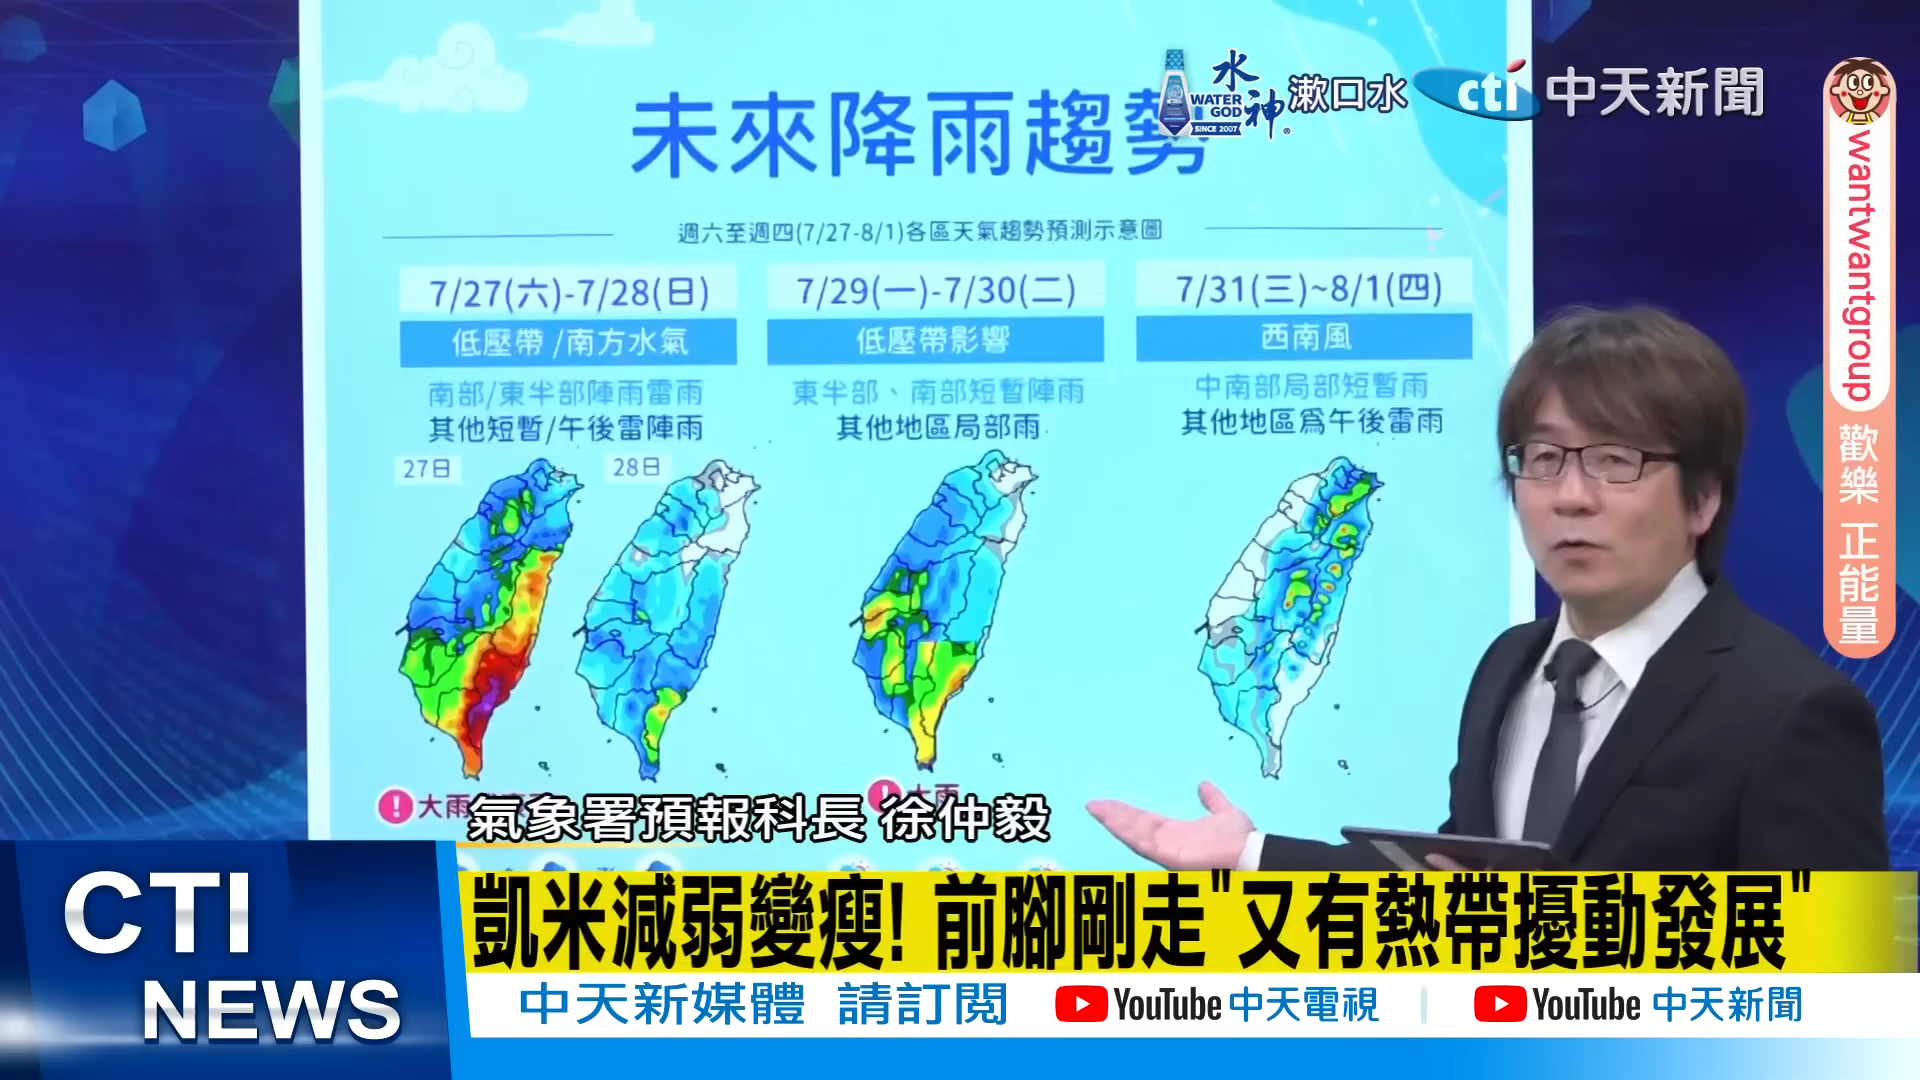 未來降雨趨勢
水神
WATER GOD
SINCE 2007
漱口水
cti 中天新聞
wantwantgroup
歡樂 正能量
週六至週四(7/27-8/1)各區天氣趨勢預測示意圖
7/27(六)-7/28(日)
低壓帶/南方水氣
南部/東半部陣雨雷雨
其他短暫/午後雷陣雨
27日
28日
7/29(一)-7/30(二)
低壓帶影響
東半部、南部短暫陣雨
其他地區局部雨
7/31(三)~8/1(四)
西南風
中南部局部短暫雨
其他地區為午後雷雨
大雨
大雨
氣象署預報科長 徐仲毅
CTI
NEWS
凱米減弱變瘦! 前腳剛走"又有熱帶擾動發展"
中天新媒體 請訂閱 YouTube 中天電視 | YouTube 中天新聞